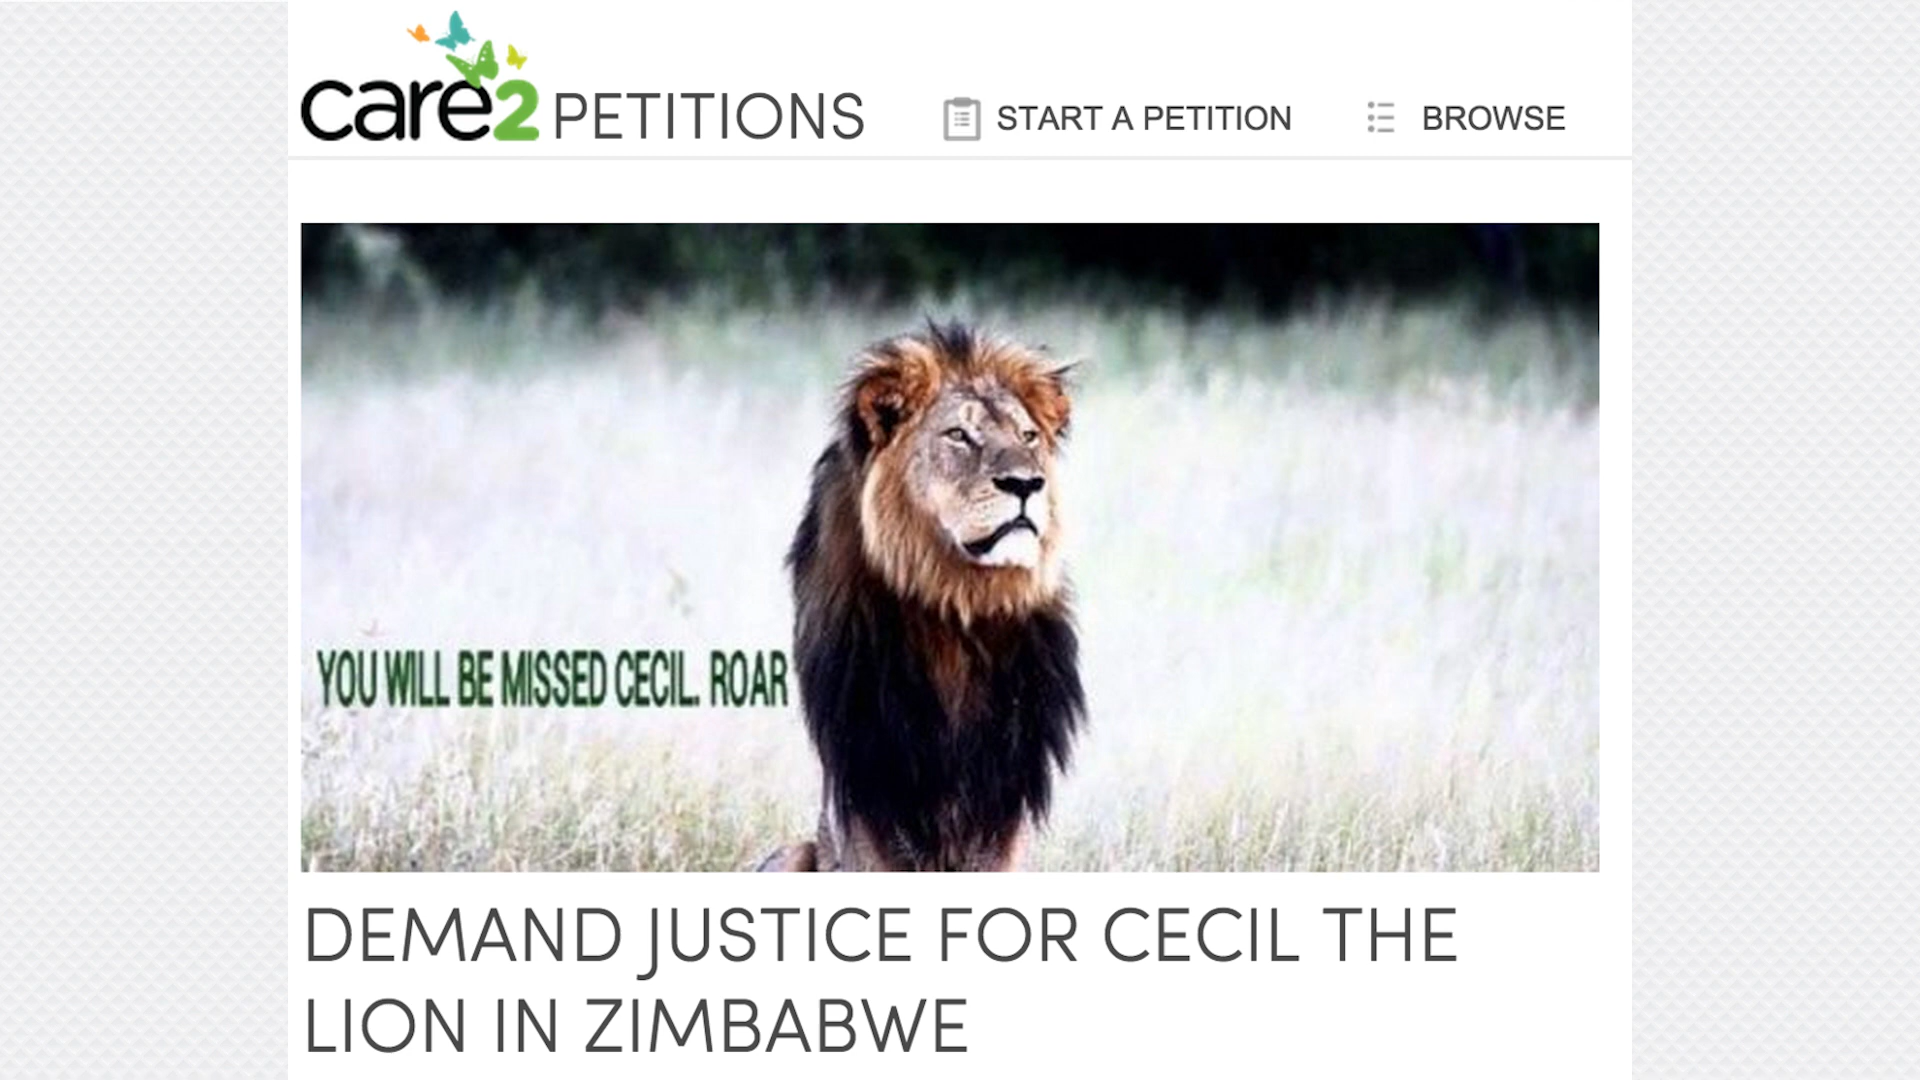 care2 PETITIONS
START A PETITION
BROWSE
YOU WILL BE MISSED CECIL. ROAR
DEMAND JUSTICE FOR CECIL THE
LION IN ZIMBABWE